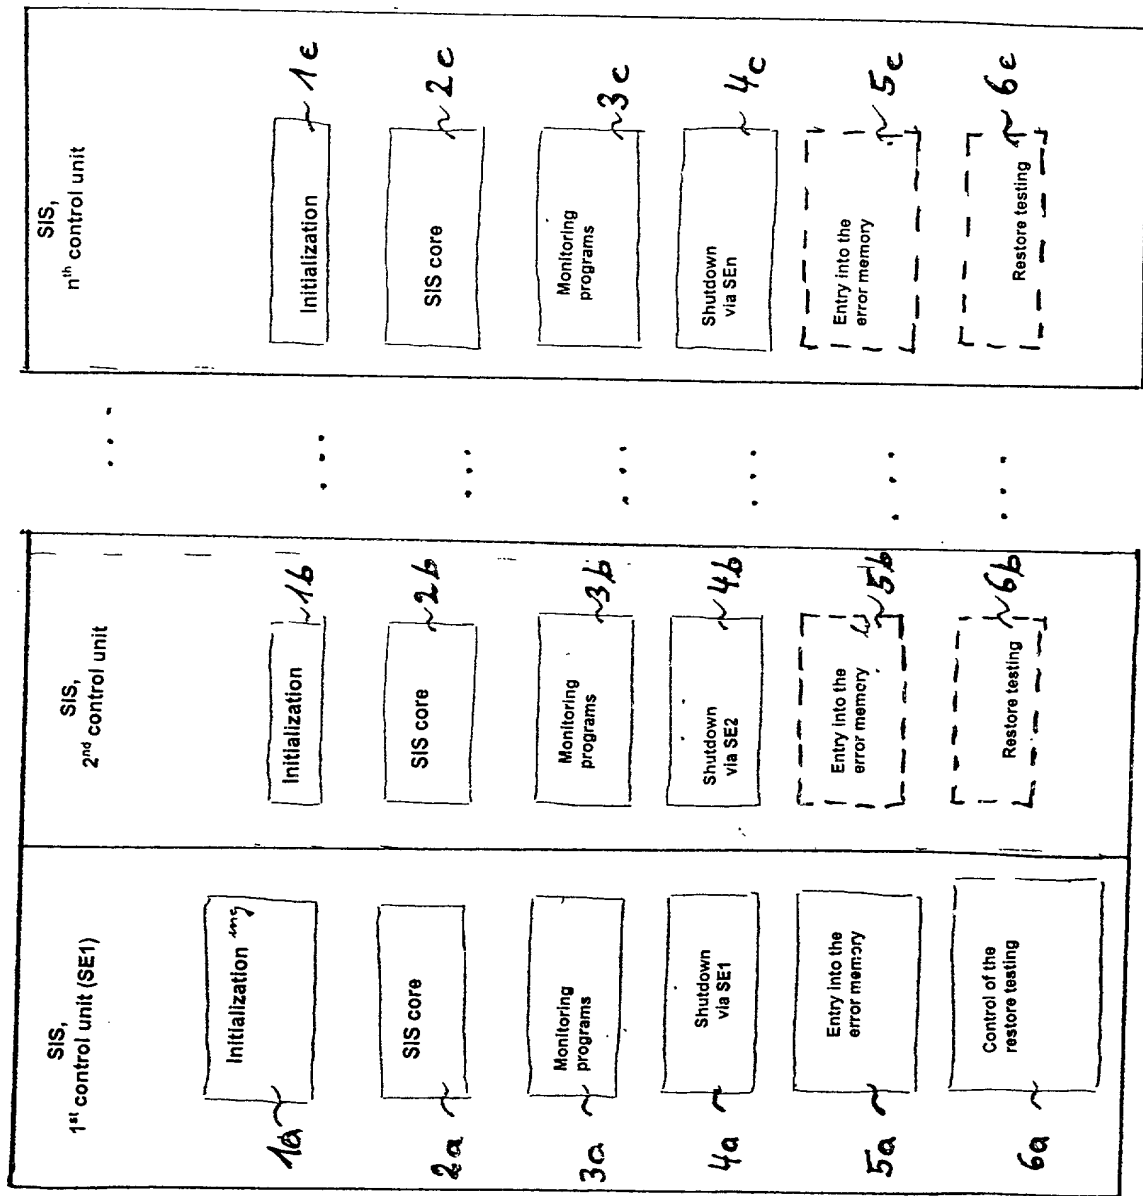 SIS,
1st control unit (SE1)
1a
Initialization
2a
SIS core
3a
Monitoring
programs
4a
Shutdown
via SE1
5a
Entry into the
error memory
6a
Control of the
restore testing
SIS,
2nd control unit
Initialization
1b
SIS core
2b
Monitoring
programs
3b
Shutdown
via SE2
4b
Entry into the
error memory
5b
Restore testing
6b
...
...
...
...
...
...
...
SIS,
nth control unit
Initialization
1c
SIS core
2c
Monitoring
programs
3c
Shutdown
via SEn
4c
Entry into the
error memory
5c
Restore testing
6c